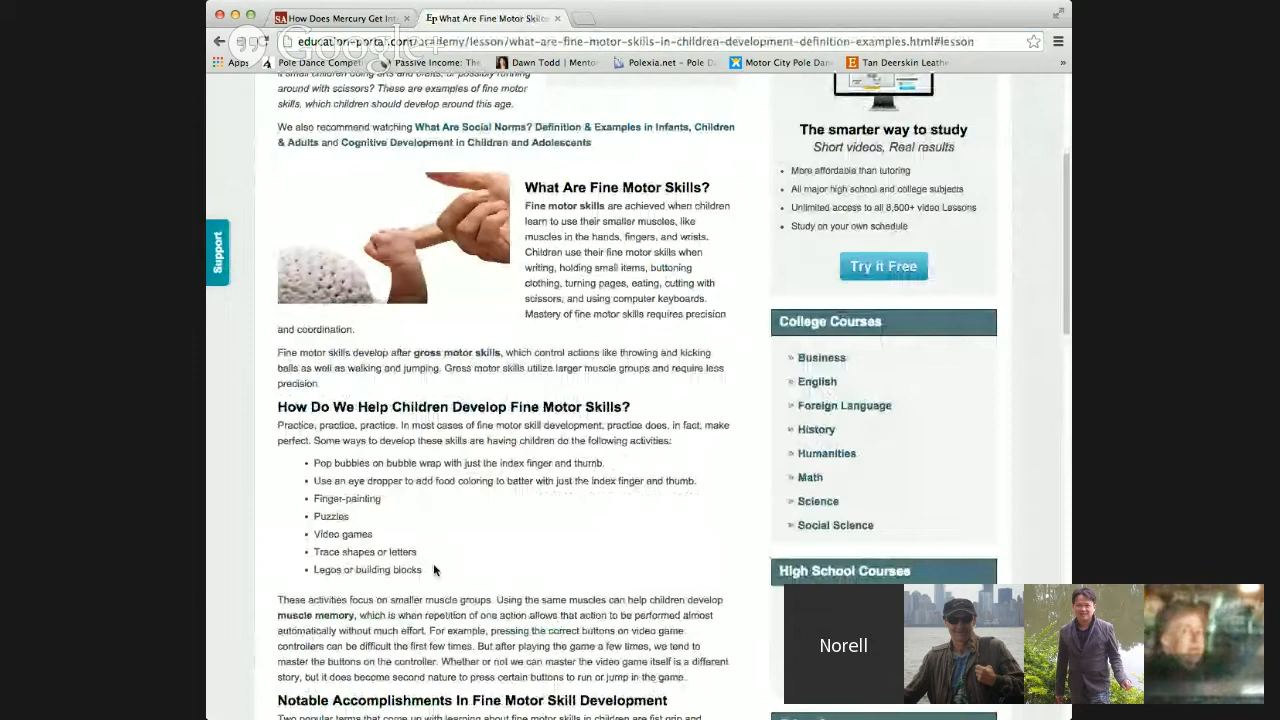 How Does Mercury Get Int
What Are Fine Motor Skills
Google+
education-portal.com/academy/lesson/what-are-fine-motor-skills-in-children-development-definition-examples.html#lesson
Apps
Pole Dance Competi
Passive Income: The
Dawn Todd | Mentor
Polexia.net – Pole D
Motor City Pole Dan
Tan Deerskin Leathe
around with scissors? These are examples of fine motor
skills, which children should develop around this age.
We also recommend watching What Are Social Norms? Definition & Examples in Infants, Children
& Adults and Cognitive Development in Children and Adolescents
What Are Fine Motor Skills?
Fine motor skills are achieved when children
learn to use their smaller muscles, like
muscles in the hands, fingers, and wrists.
Children use their fine motor skills when
writing, holding small items, buttoning
clothing, turning pages, eating, cutting with
scissors, and using computer keyboards.
Mastery of fine motor skills requires precision
and coordination.
Fine motor skills develop after gross motor skills, which control actions like throwing and kicking
balls as well as walking and jumping. Gross motor skills utilize larger muscle groups and require less
precision.
How Do We Help Children Develop Fine Motor Skills?
Practice, practice, practice. In most cases of fine motor skill development, practice does, in fact, make
perfect. Some ways to develop these skills are having children do the following activities:
Pop bubbles on bubble wrap with just the index finger and thumb.
Use an eye dropper to add food coloring to batter with just the index finger and thumb.
Finger-painting
Puzzles
Video games
Trace shapes or letters
Legos or building blocks
These activities focus on smaller muscle groups. Using the same muscles can help children develop
muscle memory, which is when repetition of one action allows that action to be performed almost
automatically without much effort. For example, pressing the correct buttons on video game
controllers can be difficult the first few times. But after playing the game a few times, we tend to
master the buttons on the controller. Whether or not we can master the video game itself is a different
story, but it does become second nature to press certain buttons to run or jump in the game.
Notable Accomplishments In Fine Motor Skill Development
Two popular terms that come up with learning about fine motor skills in children are fist grip and
Support
The smarter way to study
Short videos, Real results
More affordable than tutoring
All major high school and college subjects
Unlimited access to all 8,500+ video Lessons
Study on your own schedule
Try it Free
College Courses
Business
English
Foreign Language
History
Humanities
Math
Science
Social Science
High School Courses
Norell